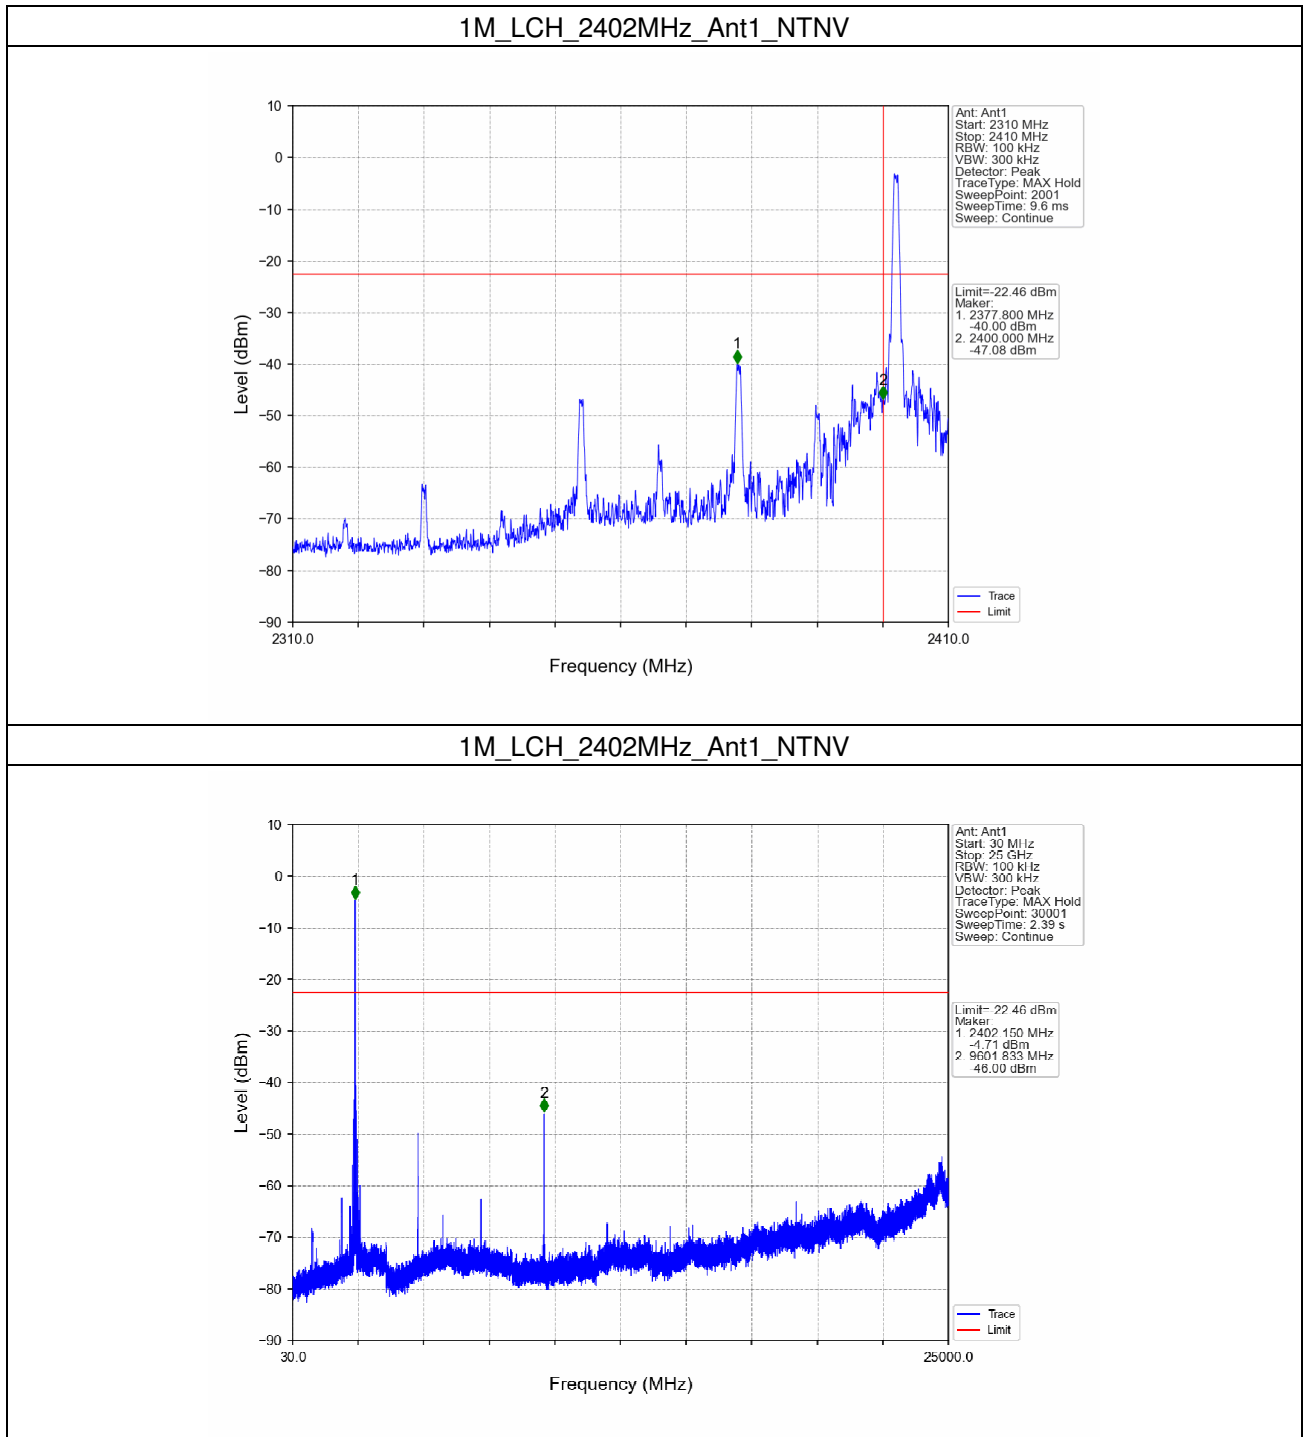 1M_LCH_2402MHz_Ant1_NTNV
10
0
−10
−20
−30
−40
−50
−60
−70
−80
−90
Level (dBm)
1
2
2310.0
2410.0
Frequency (MHz)
Ant: Ant1
Start: 2310 MHz
Stop: 2410 MHz
RBW: 100 kHz
VBW: 300 kHz
Detector: Peak
TraceType: MAX Hold
SweepPoint: 2001
SweepTime: 9.6 ms
Sweep: Continue
Limit=-22.46 dBm
Maker:
1. 2377.800 MHz
-40.00 dBm
2. 2400.000 MHz
-47.08 dBm
Trace
Limit
1M_LCH_2402MHz_Ant1_NTNV
10
0
−10
−20
−30
−40
−50
−60
−70
−80
−90
Level (dBm)
1
2
30.0
25000.0
Frequency (MHz)
Ant: Ant1
Start: 30 MHz
Stop: 25 GHz
RBW: 100 kHz
VBW: 300 kHz
Detector: Peak
TraceType: MAX Hold
SweepPoint: 30001
SweepTime: 2.39 s
Sweep: Continue
Limit=-22.46 dBm
Maker:
1. 2402.150 MHz
-4.71 dBm
2. 9601.833 MHz
-46.00 dBm
Trace
Limit